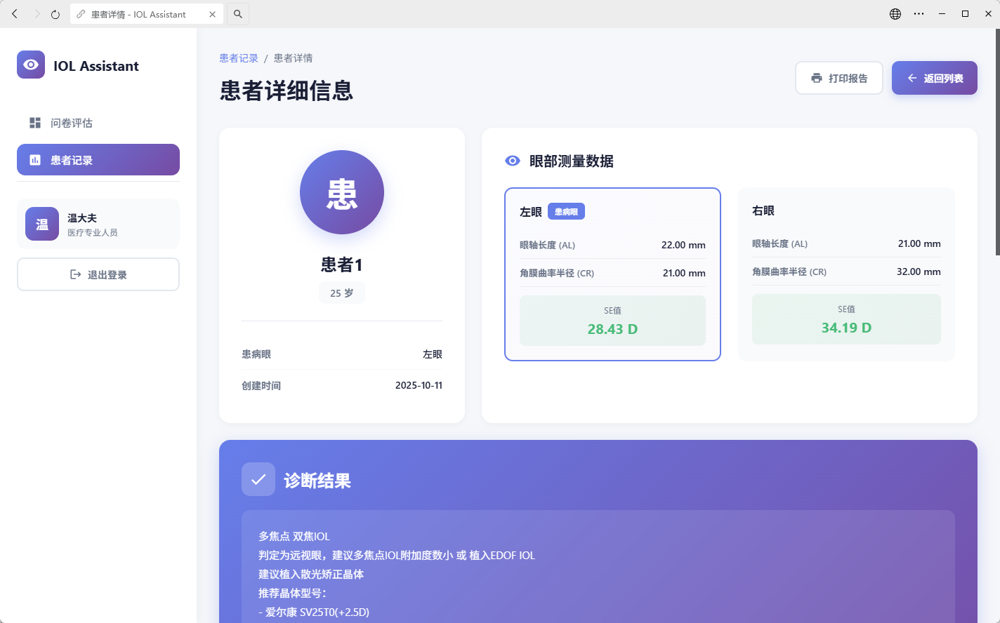 患者详情 - IOL Assistant
IOL Assistant
问卷评估
患者记录
温
温大夫
医疗专业人员
退出登录
患者记录 / 患者详情
患者详细信息
打印报告
返回列表
患
患者1
25 岁
患病眼 左眼
创建时间 2025-10-11
眼部测量数据
左眼 患病眼
眼轴长度 (AL) 22.00 mm
角膜曲率半径 (CR) 21.00 mm
SE值
28.43 D
右眼
眼轴长度 (AL) 21.00 mm
角膜曲率半径 (CR) 32.00 mm
SE值
34.19 D
诊断结果
多焦点 双焦IOL
判定为远视眼，建议多焦点IOL附加度数小 或 植入EDOF IOL
建议植入散光矫正晶体
推荐晶体型号：
- 爱尔康 SV25T0(+2.5D)